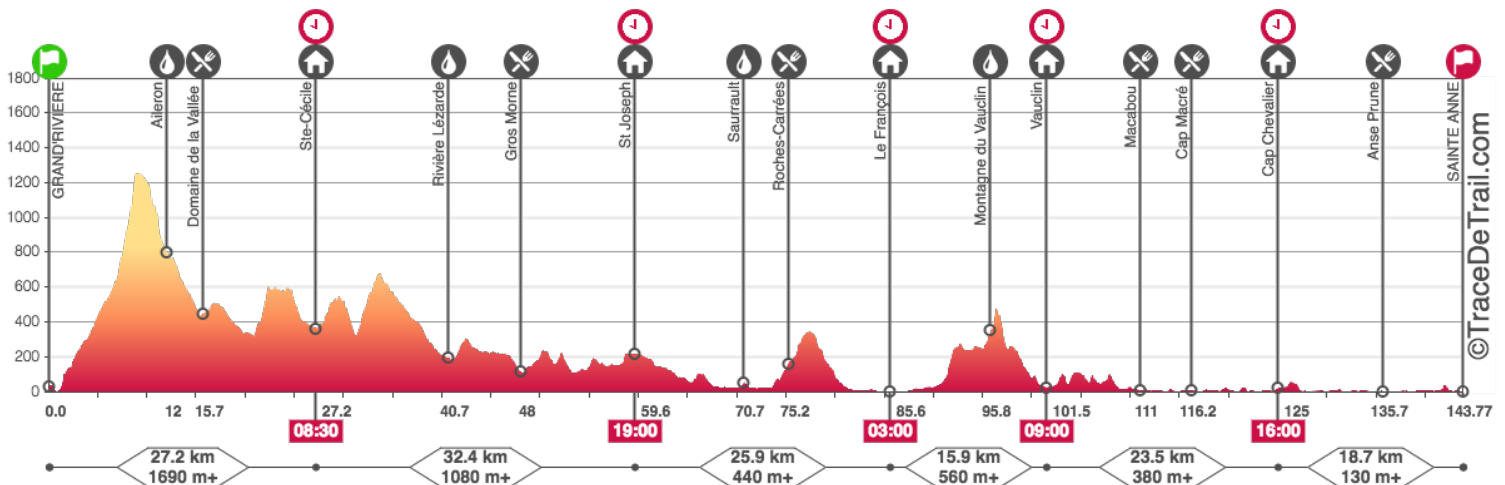 1800
1600
1400
1200
1000
800
600
400
200
0
GRAND'RIVIERE
Aileron
Domaine de la Vallée
Ste-Cécile
Rivière Lézarde
Gros Morne
St Joseph
Saurrault
Roches-Carrées
Le François
Montagne du Vauclin
Vauclin
Macabou
Cap Macré
Cap Chevalier
Anse Prune
SAINTE ANNE
©TraceDeTrail.com
0.0 12 15.7 27.2 40.7 48 59.6 70.7 75.2 85.6 95.8 101.5 111 116.2 125 135.7 143.77
08:30 19:00 03:00 09:00 16:00
27.2 km 32.4 km 25.9 km 15.9 km 23.5 km 18.7 km
1690 m+ 1080 m+ 440 m+ 560 m+ 380 m+ 130 m+